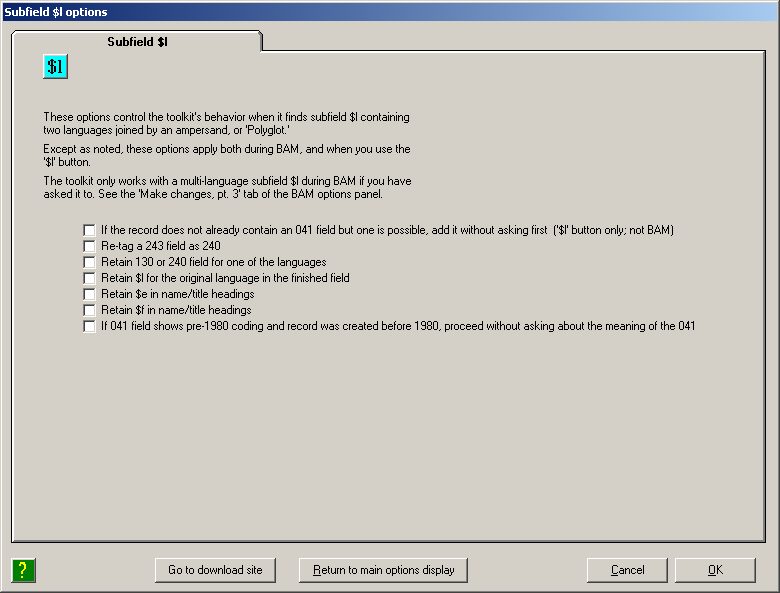 Subfield $l options
Subfield $l
$l
These options control the toolkit's behavior when it finds subfield $l containing
two languages joined by an ampersand, or 'Polyglot.'
Except as noted, these options apply both during BAM, and when you use the
'$l' button.
The toolkit only works with a multi-language subfield $l during BAM if you have
asked it to. See the 'Make changes, pt. 3' tab of the BAM options panel.
If the record does not already contain an 041 field but one is possible, add it without asking first ('$l' button only; not BAM)
Re-tag a 243 field as 240
Retain 130 or 240 field for one of the languages
Retain $l for the original language in the finished field
Retain $e in name/title headings
Retain $f in name/title headings
If 041 field shows pre-1980 coding and record was created before 1980, proceed without asking about the meaning of the 041
?
Go to download site
Return to main options display
Cancel
OK